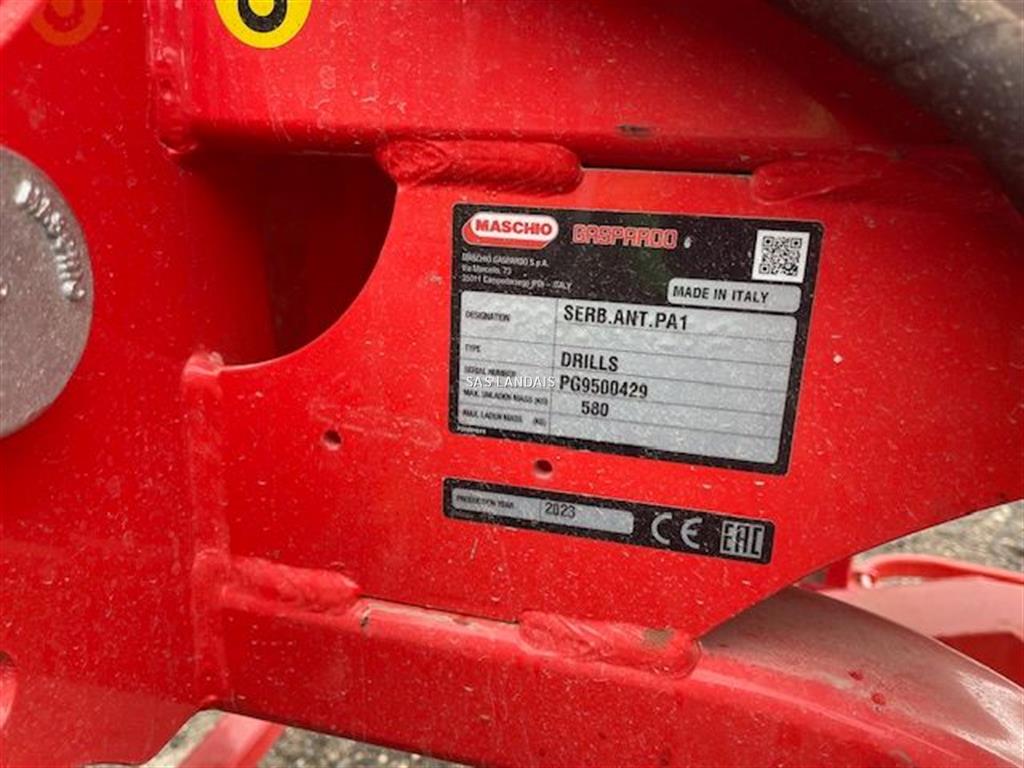 MASCHIO GASPARDO
MASCHIO GASPARDO S.p.A.
Via Marcello, 73
35011 Campodarsego (PD) - ITALY
MADE IN ITALY
DESIGNATION SERB.ANT.PA1
TYPE DRILLS
SERIAL NUMBER PG9500429
MAX. UNLADEN MASS (KG) 580
MAX. LADEN MASS (KG)
SAS LANDAIS
PRODUCTION YEAR 2023 CE EAC